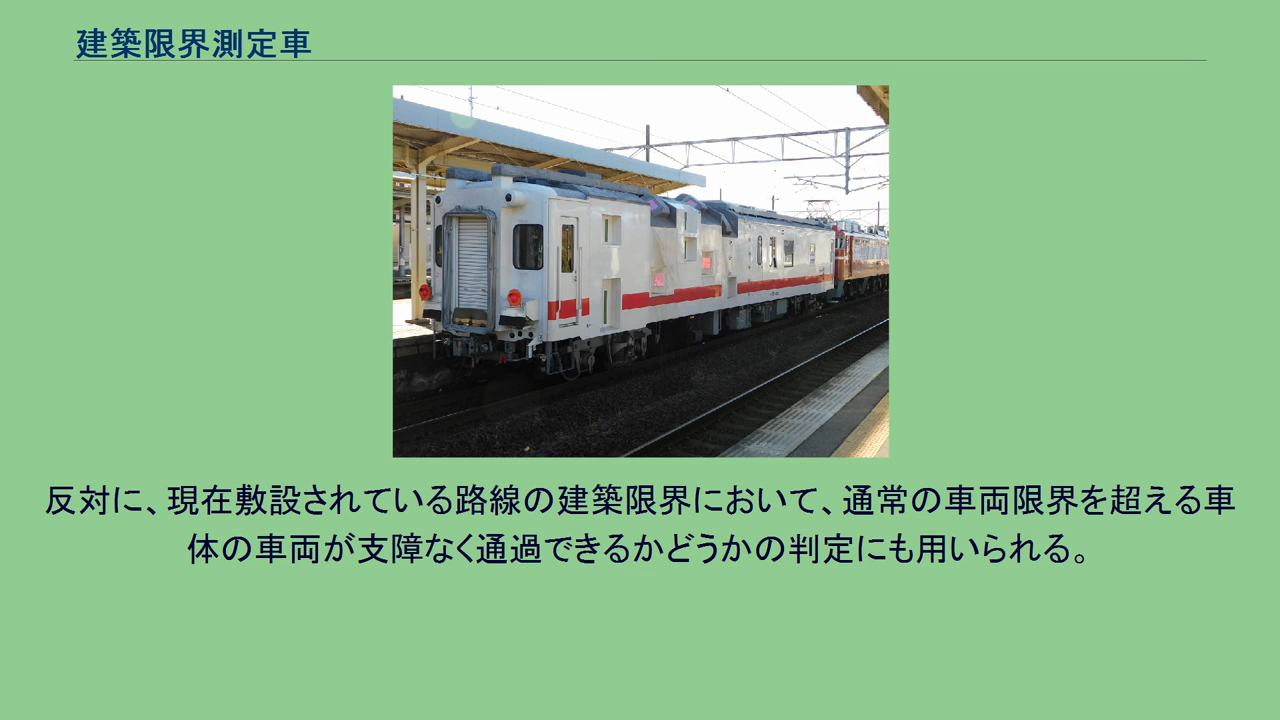 建築限界測定車
反対に、現在敷設されている路線の建築限界において、通常の車両限界を超える車
体の車両が支障なく通過できるかどうかの判定にも用いられる。